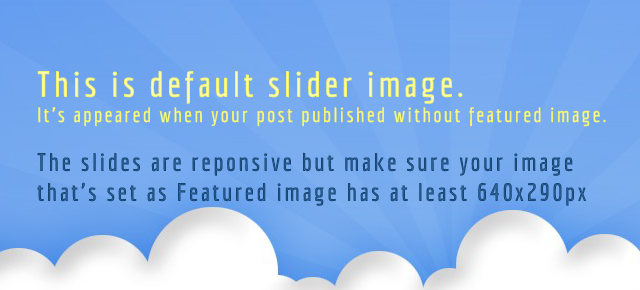 This is default slider image.
It's appeared when your post published without featured image.
The slides are reponsive but make sure your image
that's set as Featured image has at least 640x290px